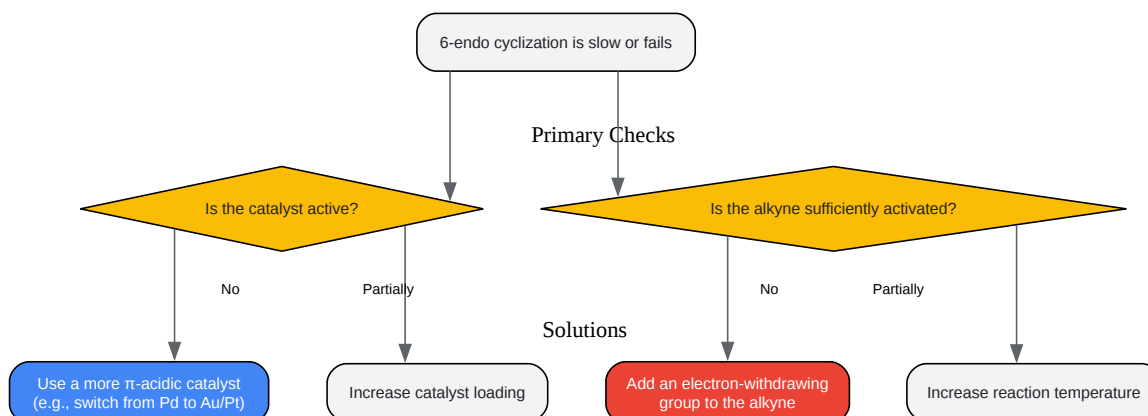 6-endo cyclization is slow or fails
Primary Checks
Is the catalyst active?
Is the alkyne sufficiently activated?
No
Partially
No
Partially
Solutions
Use a more π-acidic catalyst
(e.g., switch from Pd to Au/Pt)
Increase catalyst loading
Add an electron-withdrawing
group to the alkyne
Increase reaction temperature